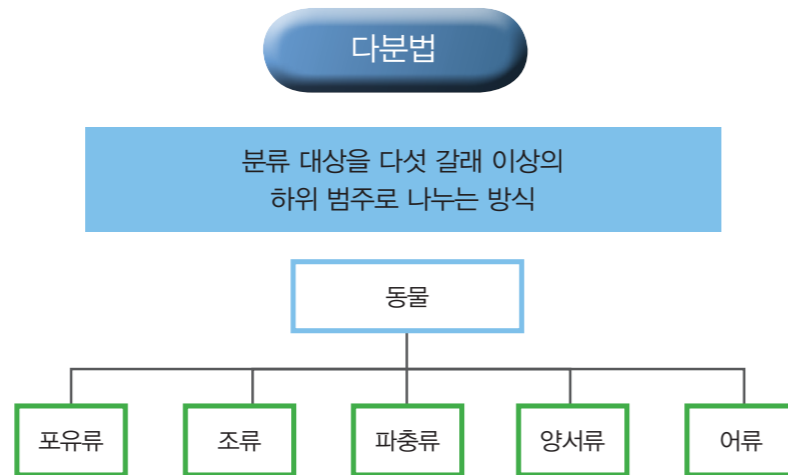 다분법
분류 대상을 다섯 갈래 이상의
하위 범주로 나누는 방식
동물
포유류
조류
파충류
양서류
어류